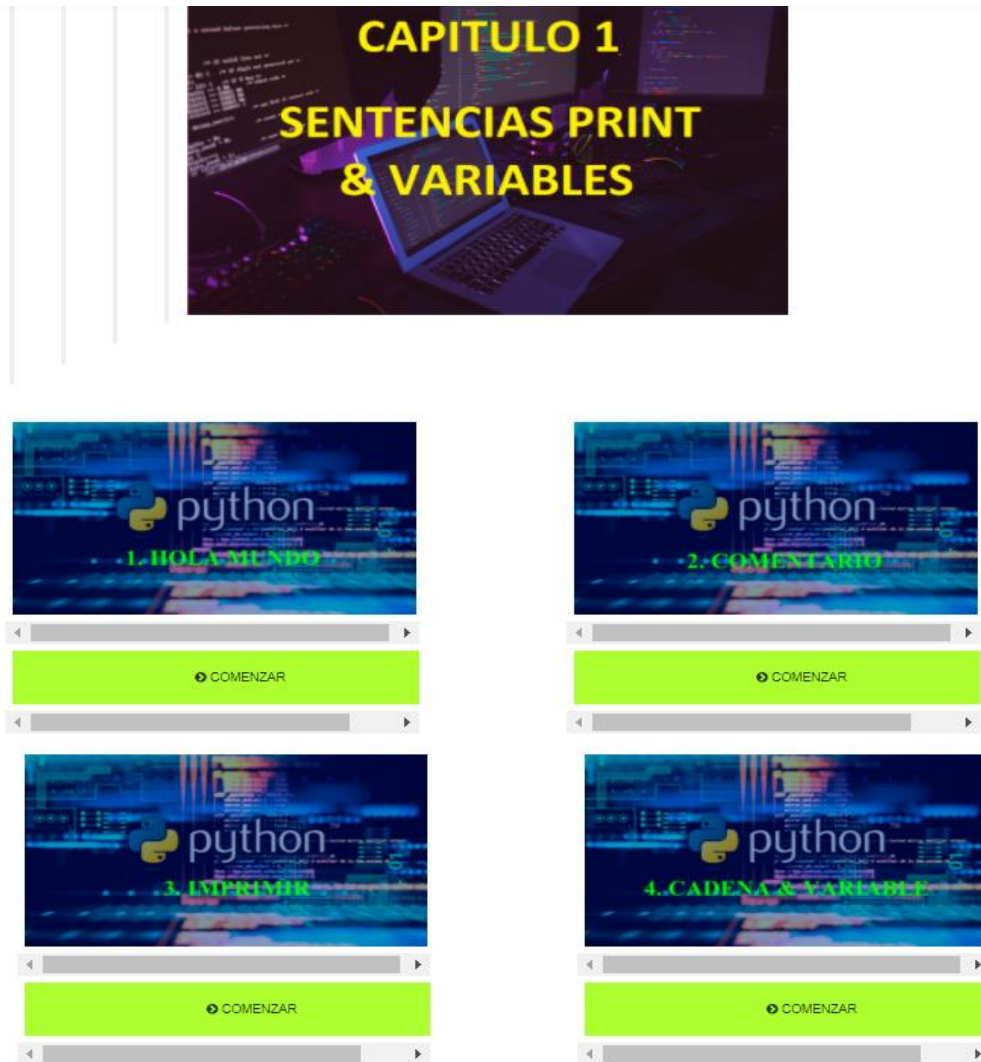 CAPITULO 1
SENTENCIAS PRINT
& VARIABLES
python
1. HOLA MUNDO
python
2. COMENTARIO
COMENZAR
COMENZAR
python
3. IMPRIMIR
python
4. CADENA & VARIABLE
COMENZAR
COMENZAR